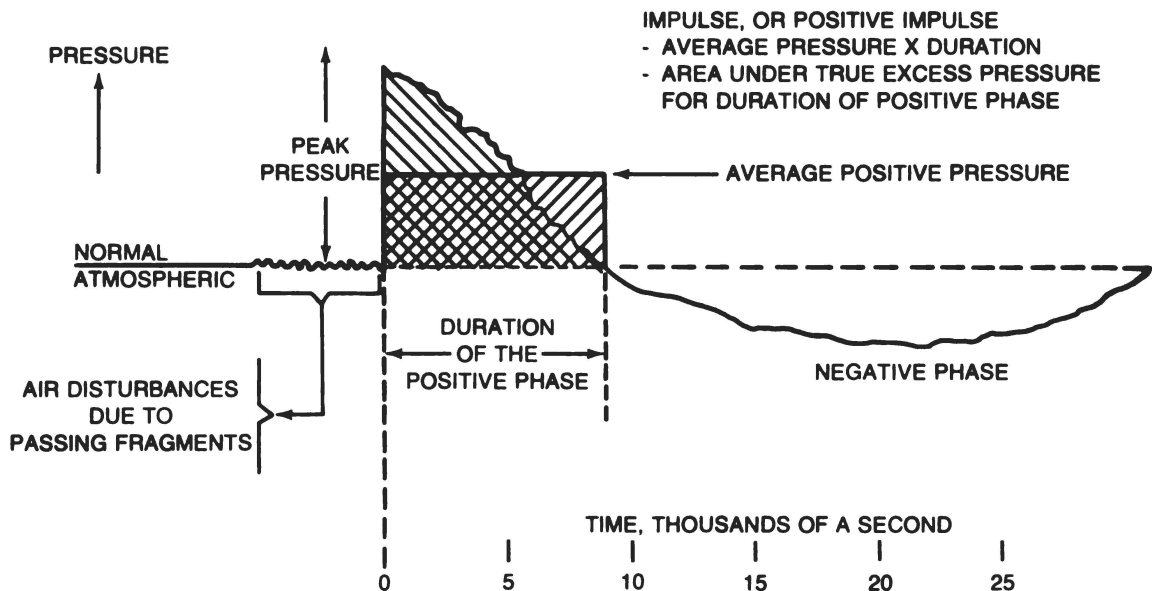 IMPULSE, OR POSITIVE IMPULSE
- AVERAGE PRESSURE X DURATION
- AREA UNDER TRUE EXCESS PRESSURE
FOR DURATION OF POSITIVE PHASE
PRESSURE
PEAK
PRESSURE
AVERAGE POSITIVE PRESSURE
NORMAL
ATMOSPHERIC
DURATION
OF THE
POSITIVE PHASE
NEGATIVE PHASE
AIR DISTURBANCES
DUE TO
PASSING FRAGMENTS
TIME, THOUSANDS OF A SECOND
0 5 10 15 20 25